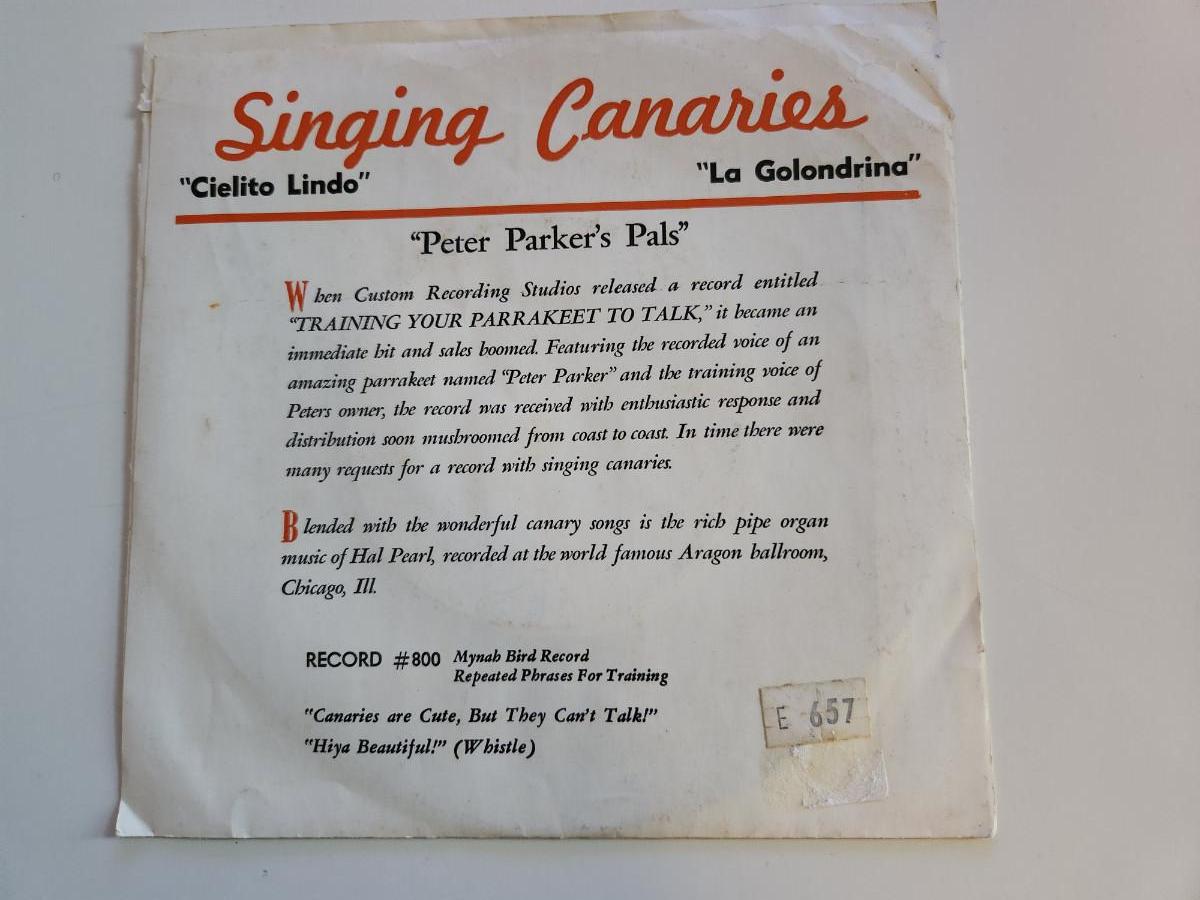 Singing Canaries
"Cielito Lindo" "La Golondrina"
"Peter Parker's Pals"
When Custom Recording Studios released a record entitled
"TRAINING YOUR PARRAKEET TO TALK," it became an
immediate hit and sales boomed. Featuring the recorded voice of an
amazing parrakeet named "Peter Parker" and the training voice of
Peters owner, the record was received with enthusiastic response and
distribution soon mushroomed from coast to coast. In time there were
many requests for a record with singing canaries.
Blended with the wonderful canary songs is the rich pipe organ
music of Hal Pearl, recorded at the world famous Aragon ballroom,
Chicago, Ill.
RECORD #800 Mynah Bird Record
Repeated Phrases For Training
"Canaries are Cute, But They Can't Talk!"
"Hiya Beautiful!" (Whistle)
E 657